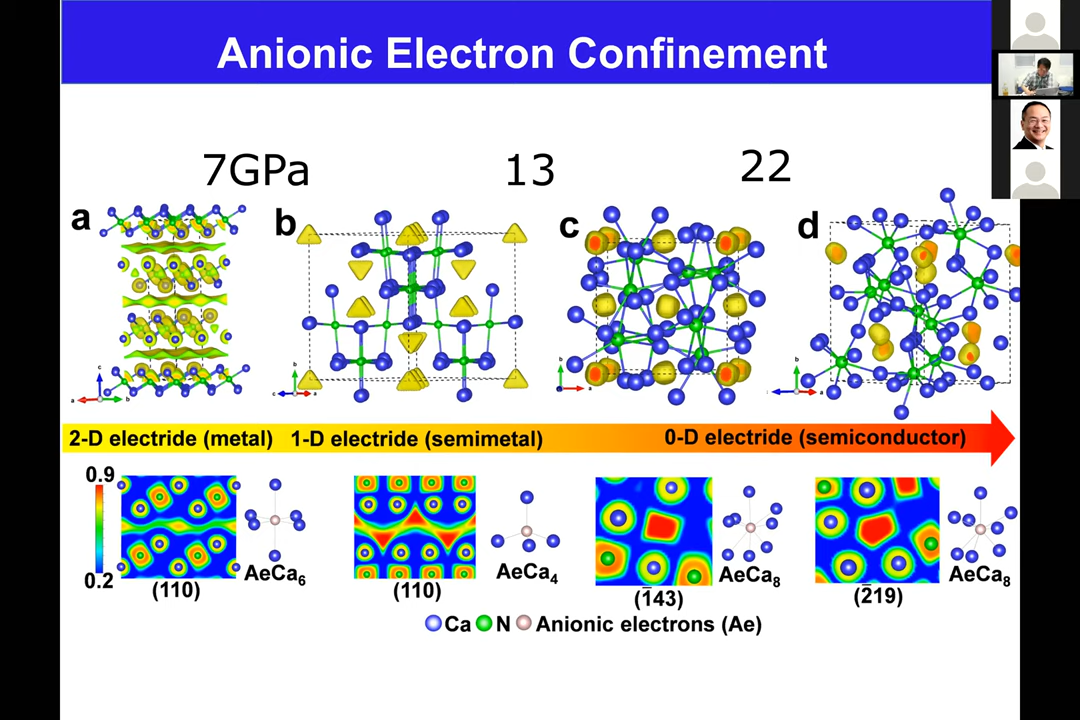 Anionic Electron Confinement
7GPa 13 22
a b c d
2-D electride (metal) 1-D electride (semimetal) 0-D electride (semiconductor)
0.9
0.2
AeCa₆ AeCa₄ AeCa₈ AeCa₈
(110) (110) (1̅43) (2̅19)
Ca N Anionic electrons (Ae)